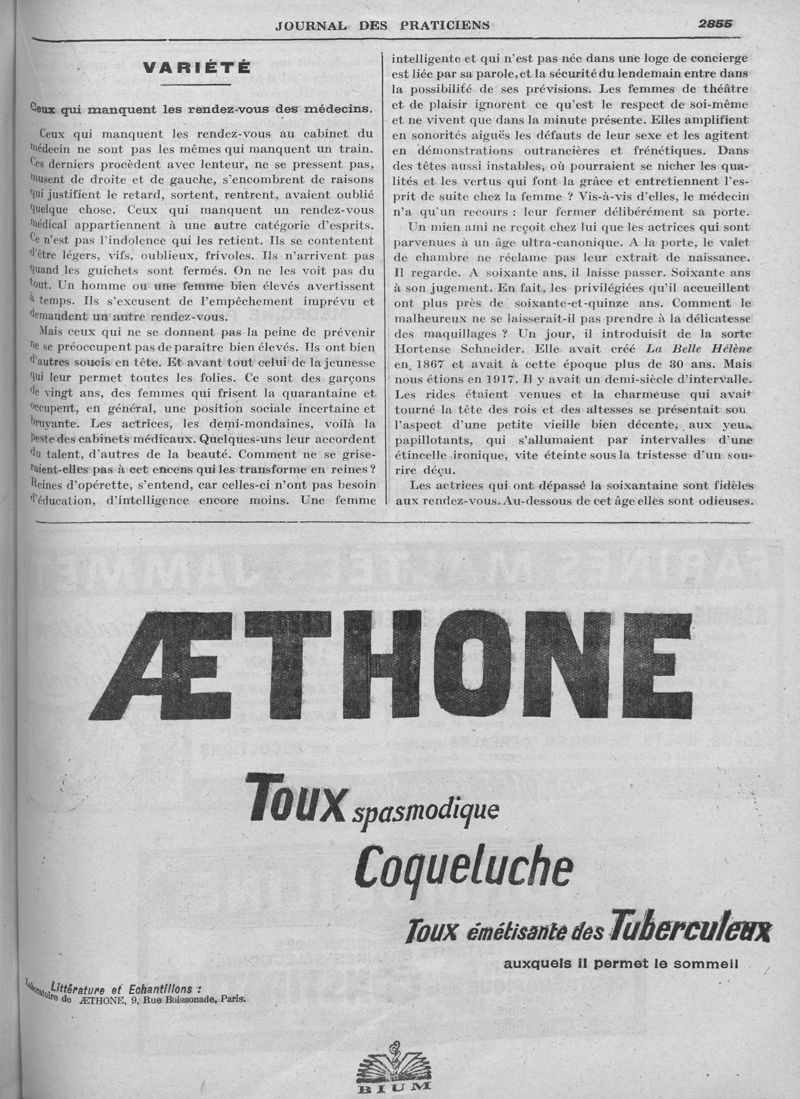 JOURNAL DES PRATICIENS
2855
VARIÉTÉ
Ceux qui manquent les rendez-vous des médecins.
Ceux qui manquent les rendez-vous au cabinet du
médecin ne sont pas les mêmes qui manquent un train.
Ces derniers procèdent avec lenteur, ne se pressent pas,
musent de droite et de gauche, s'encombrent de raisons
qui justifient le retard, sortent, rentrent, avaient oublié
quelque chose. Ceux qui manquent un rendez-vous
médical appartiennent à une autre catégorie d'esprits.
Ce n'est pas l'indolence qui les retient. Ils se contentent
d'être légers, vifs, oublieux, frivoles. Ils n'arrivent pas
quand les guichets sont fermés. On ne les voit pas du
tout. Un homme ou une femme bien élevés avertissent
à temps. Ils s'excusent de l'empêchement imprévu et
demandent un autre rendez-vous.
Mais ceux qui ne se donnent pas la peine de prévenir
ne se préoccupent pas de paraître bien élevés. Ils ont bien
d'autres soucis en tête. Et avant tout celui de la jeunesse
qui leur permet toutes les folies. Ce sont des garçons
de vingt ans, des femmes qui frisent la quarantaine et
occupent, en général, une position sociale incertaine et
bruyante. Les actrices, les demi-mondaines, voilà la
peste des cabinets médicaux. Quelques-uns leur accordent
du talent, d'autres de la beauté. Comment ne se grise-
raient-elles pas à cet encens qui les transforme en reines ?
Reines d'opérette, s'entend, car celles-ci n'ont pas besoin
d'éducation, d'intelligence encore moins. Une femme
intelligente et qui n'est pas née dans une loge de concierge
est liée par sa parole, et la sécurité du lendemain entre dans
la possibilité de ses prévisions. Les femmes de théâtre
et de plaisir ignorent ce qu'est le respect de soi-même
et ne vivent que dans la minute présente. Elles amplifient
en sonorités aiguës les défauts de leur sexe et les agitent
en démonstrations outrancières et frénétiques. Dans
des têtes aussi instables, où pourraient se nicher les qua-
lités et les vertus qui font la grâce et entretiennent l'es-
prit de suite chez la femme ? Vis-à-vis d'elles, le médecin
n'a qu'un recours : leur fermer délibérément sa porte.
Un mien ami ne reçoit chez lui que les actrices qui sont
parvenues à un âge ultra-canonique. A la porte, le valet
de chambre ne réclame pas leur extrait de naissance.
Il regarde. A soixante ans, il laisse passer. Soixante ans
à son jugement. En fait, les privilégiées qu'il accueillent
ont plus près de soixante-et-quinze ans. Comment le
malheureux ne se laisserait-il pas prendre à la délicatesse
des maquillages ? Un jour, il introduisit de la sorte
Hortense Schneider. Elle avait créé La Belle Hélène
en 1867 et avait à cette époque plus de 30 ans. Mais
nous étions en 1917. Il y avait un demi-siècle d'intervalle.
Les rides étaient venues et la charmeuse qui avait
tourné la tête des rois et des altesses se présentait sou
l'aspect d'une petite vieille bien décente, aux yeux
papillotants, qui s'allumaient par intervalles d'une
étincelle ironique, vite éteinte sous la tristesse d'un sou-
rire déçu.
Les actrices qui ont dépassé la soixantaine sont fidèles
aux rendez-vous. Au-dessous de cet âge elles sont odieuses.
ÆTHONE
Toux spasmodique
Coqueluche
Toux émétisante des Tuberculeux
auxquels il permet le sommeil
Littérature et Echantillons :
Laboratoire de ÆTHONE, 9, Rue Boissonade, Paris.
BIUM